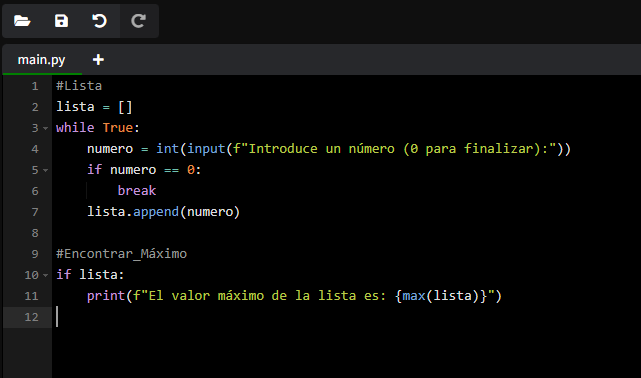 main.py +
1 #Lista
2 lista = []
3 while True:
4     numero = int(input(f"Introduce un número (0 para finalizar):"))
5     if numero == 0:
6         break
7     lista.append(numero)
8
9 #Encontrar_Máximo
10 if lista:
11     print(f"El valor máximo de la lista es: {max(lista)}")
12